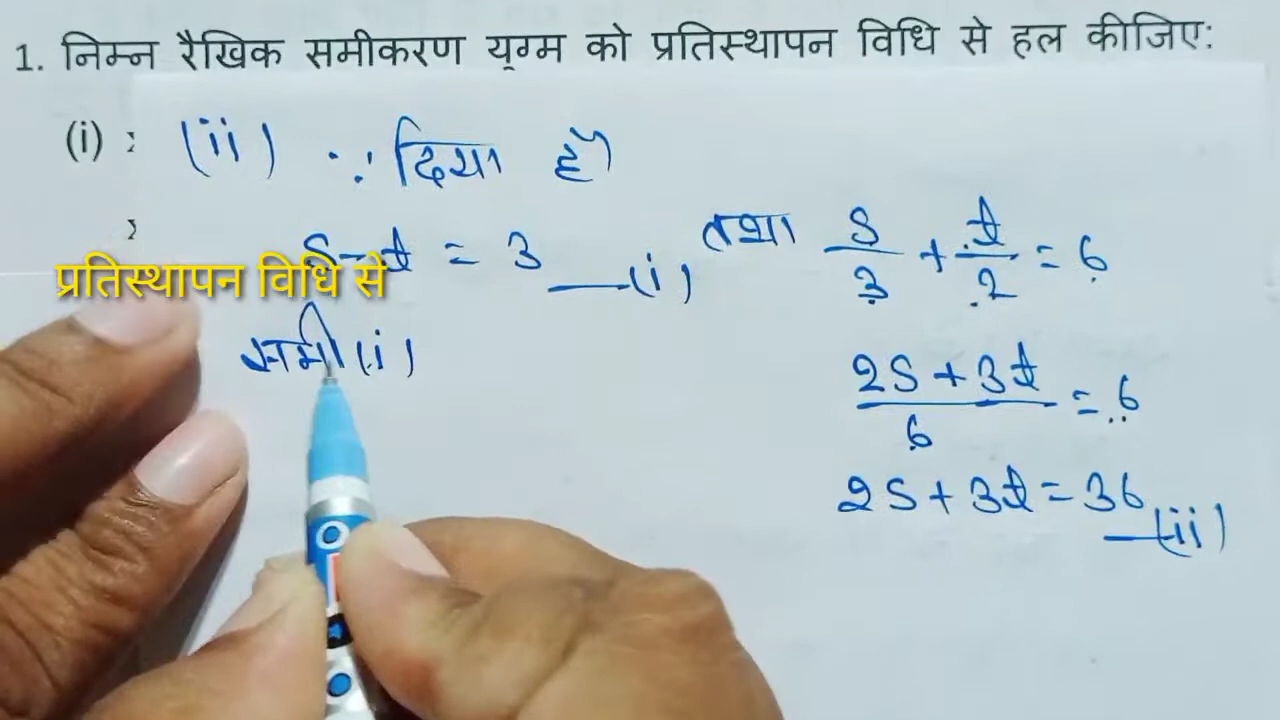 1. निम्न रैखिक समीकरण युग्म को प्रतिस्थापन विधि से हल कीजिए:
(i) :
(ii) ∵ दिया है
s - t = 3 —(i) तथा s/3 + t/2 = 6
प्रतिस्थापन विधि से
समी (i)
(2s + 3t)/6 = 6
2s + 3t = 36 —(ii)